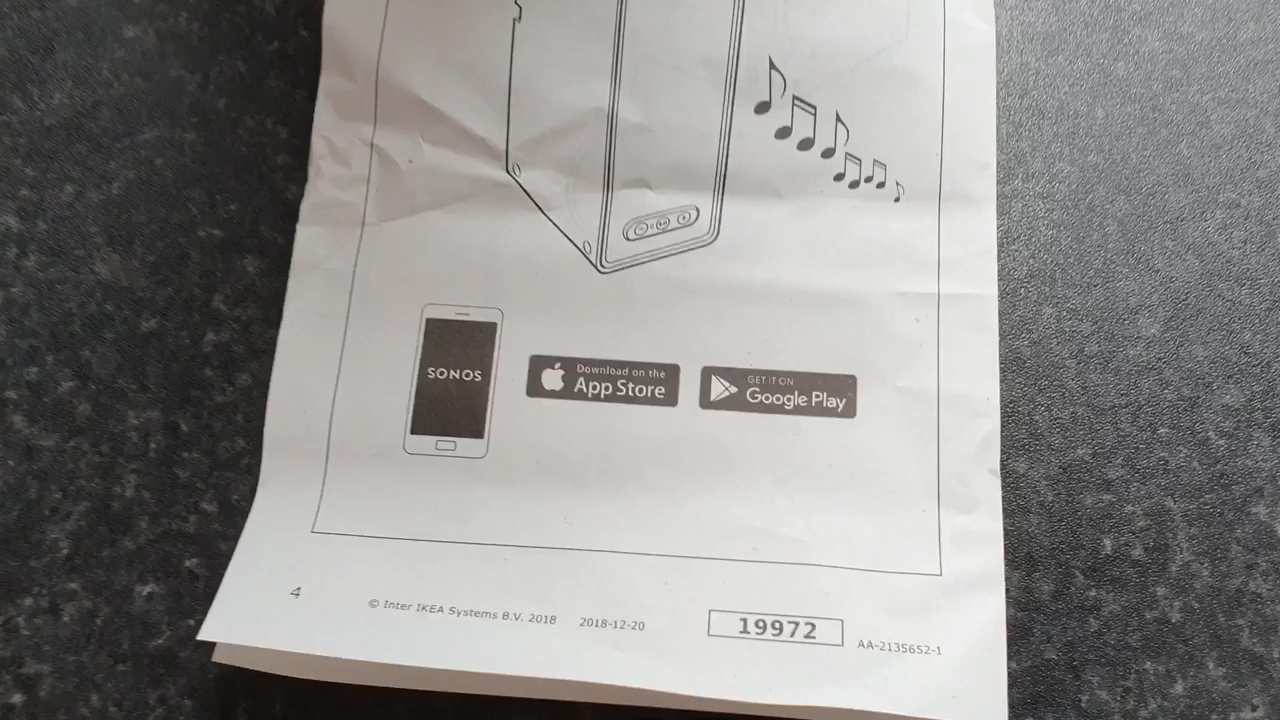 SONOS
Download on the
App Store
GET IT ON
Google Play
4
© Inter IKEA Systems B.V. 2018
2018-12-20
19972
AA-2135652-1